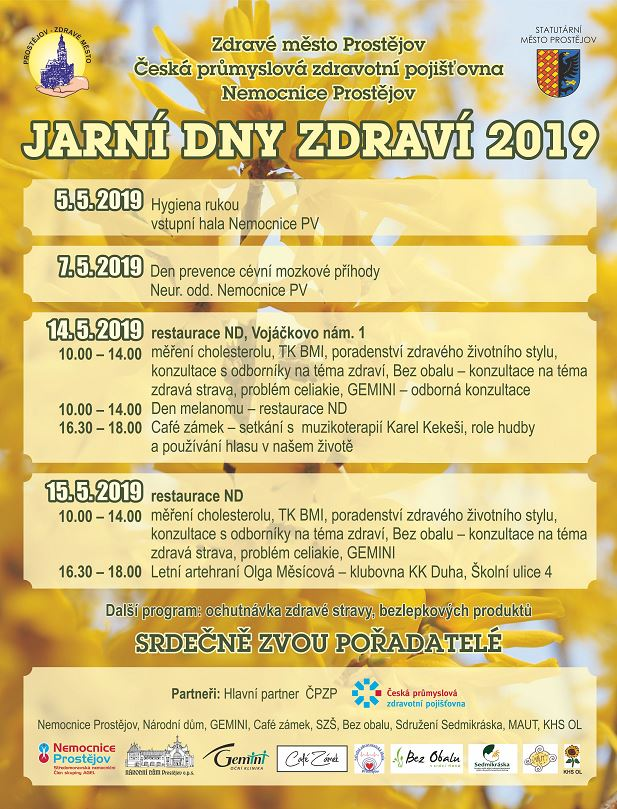 PROSTĚJOV - ZDRAVÉ MĚSTO
STATUTÁRNÍ
MĚSTO PROSTĚJOV
Zdravé město Prostějov
Česká průmyslová zdravotní pojišťovna
Nemocnice Prostějov
JARNÍ DNY ZDRAVÍ 2019
5.5.2019 Hygiena rukou
vstupní hala Nemocnice PV
7.5.2019 Den prevence cévní mozkové příhody
Neur. odd. Nemocnice PV
14.5.2019 restaurace ND, Vojáčkovo nám. 1
10.00 – 14.00 měření cholesterolu, TK BMI, poradenství zdravého životního stylu,
konzultace s odborníky na téma zdraví, Bez obalu – konzultace na téma
zdravá strava, problém celiakie, GEMINI – odborná konzultace
10.00 – 14.00 Den melanomu – restaurace ND
16.30 – 18.00 Café zámek – setkání s muzikoterapií Karel Kekeši, role hudby
a používání hlasu v našem životě
15.5.2019 restaurace ND
10.00 – 14.00 měření cholesterolu, TK BMI, poradenství zdravého životního stylu,
konzultace s odborníky na téma zdraví, Bez obalu – konzultace na téma
zdravá strava, problém celiakie, GEMINI
16.30 – 18.00 Letní artehraní Olga Měsícová – klubovna KK Duha, Školní ulice 4
Další program: ochutnávka zdravé stravy, bezlepkových produktů
SRDEČNĚ ZVOU POŘADATELÉ
Partneři: Hlavní partner ČPZP
Česká průmyslová
zdravotní pojišťovna
Nemocnice Prostějov, Národní dům, GEMINI, Café zámek, SZŠ, Bez obalu, Sdružení Sedmikráska, MAUT, KHS OL
Nemocnice
Prostějov
Středomoravská nemocniční
Člen skupiny AGEL
NÁRODNÍ DŮM Prostějov o.p.s.
Gemini
OČNÍ KLINIKA
Café Zámek
Prostějov
Bez Obalu
Sedmikráska
MAUT
KHS OL